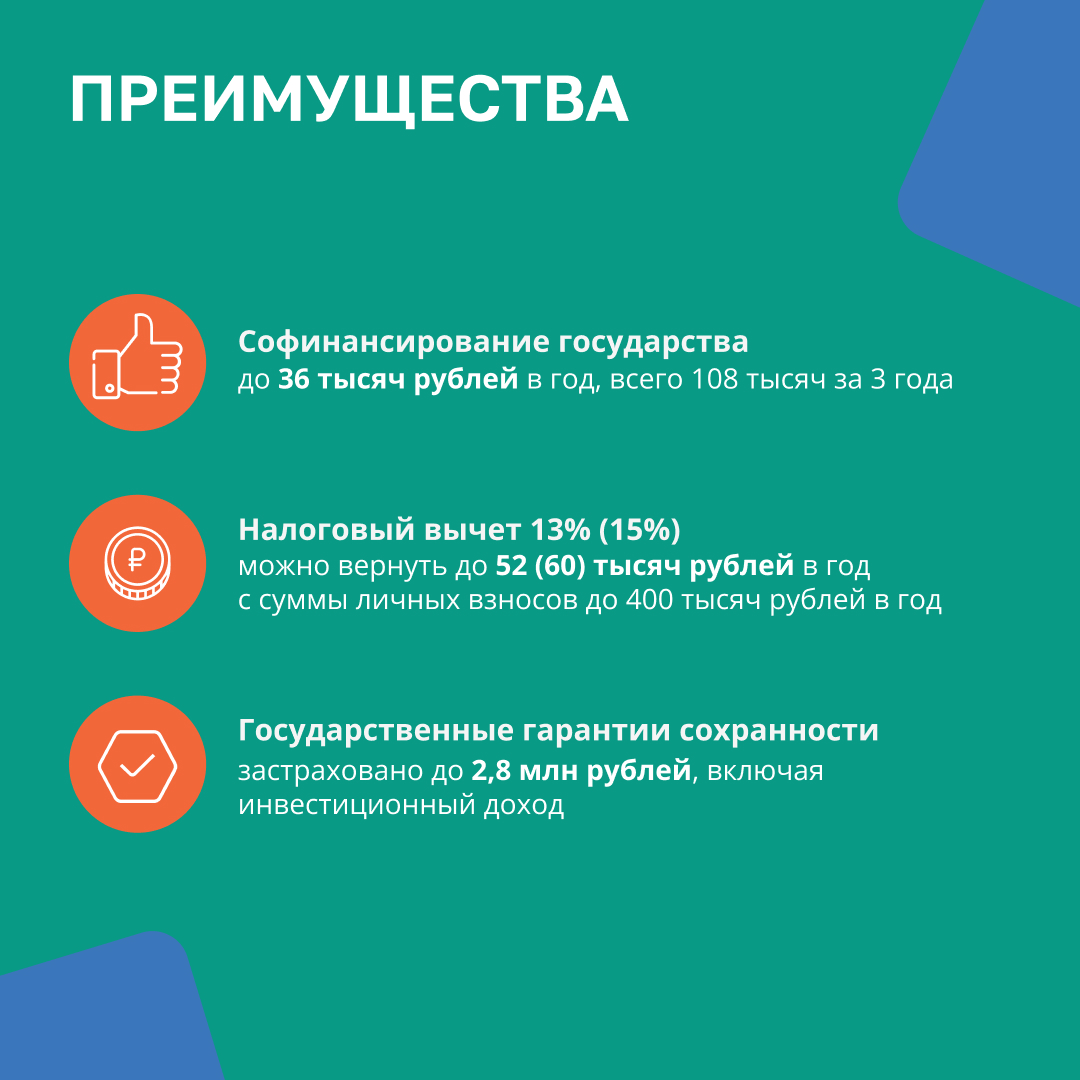 ПРЕИМУЩЕСТВА
Софинансирование государства
до 36 тысяч рублей в год, всего 108 тысяч за 3 года
Налоговый вычет 13% (15%)
можно вернуть до 52 (60) тысяч рублей в год
с суммы личных взносов до 400 тысяч рублей в год
Государственные гарантии сохранности
застраховано до 2,8 млн рублей, включая
инвестиционный доход